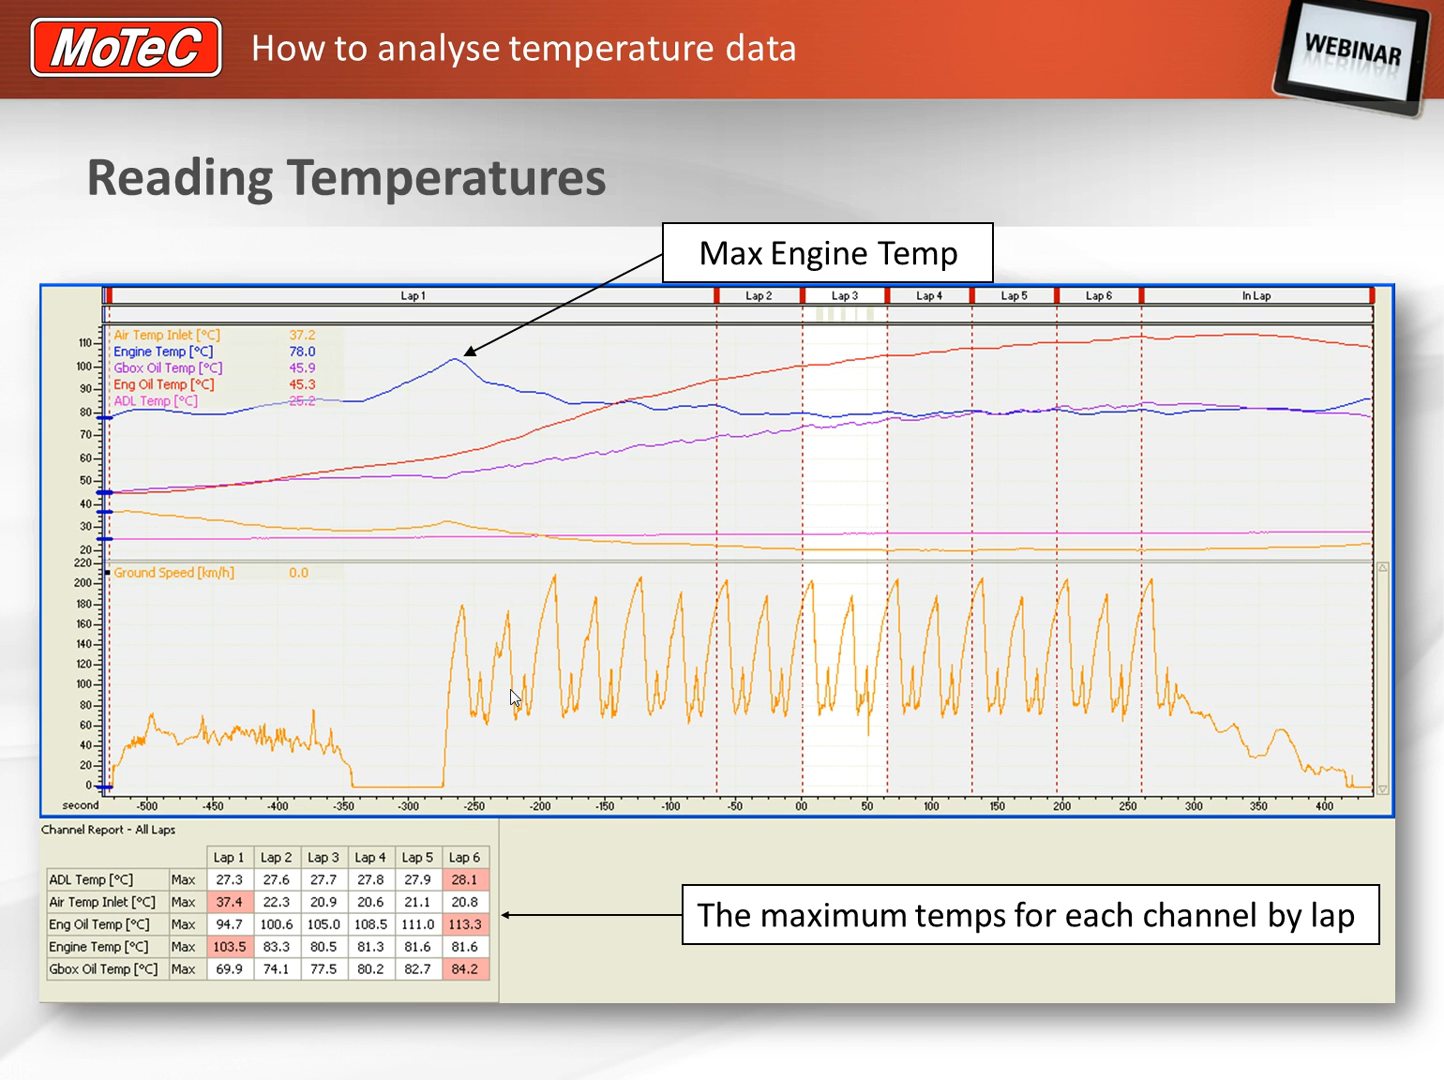 MoTeC
How to analyse temperature data
WEBINAR
Reading Temperatures
Max Engine Temp
Lap 1 Lap 2 Lap 3 Lap 4 Lap 5 Lap 6 In Lap
Air Temp Inlet [°C] 37.2
Engine Temp [°C] 78.0
Gbox Oil Temp [°C] 45.9
Eng Oil Temp [°C] 45.3
ADL Temp [°C] 25.2
110
100
90
80
70
60
50
40
30
20
220
Ground Speed [km/h] 0.0
200
180
160
140
120
100
80
60
40
20
0
second -500 -450 -400 -350 -300 -250 -200 -150 -100 -50 00 50 100 150 200 250 300 350 400
Channel Report - All Laps
Lap 1 Lap 2 Lap 3 Lap 4 Lap 5 Lap 6
ADL Temp [°C] Max 27.3 27.6 27.7 27.8 27.9 28.1
Air Temp Inlet [°C] Max 37.4 22.3 20.9 20.6 21.1 20.8
Eng Oil Temp [°C] Max 94.7 100.6 105.0 108.5 111.0 113.3
Engine Temp [°C] Max 103.5 83.3 80.5 81.3 81.6 81.6
Gbox Oil Temp [°C] Max 69.9 74.1 77.5 80.2 82.7 84.2
The maximum temps for each channel by lap